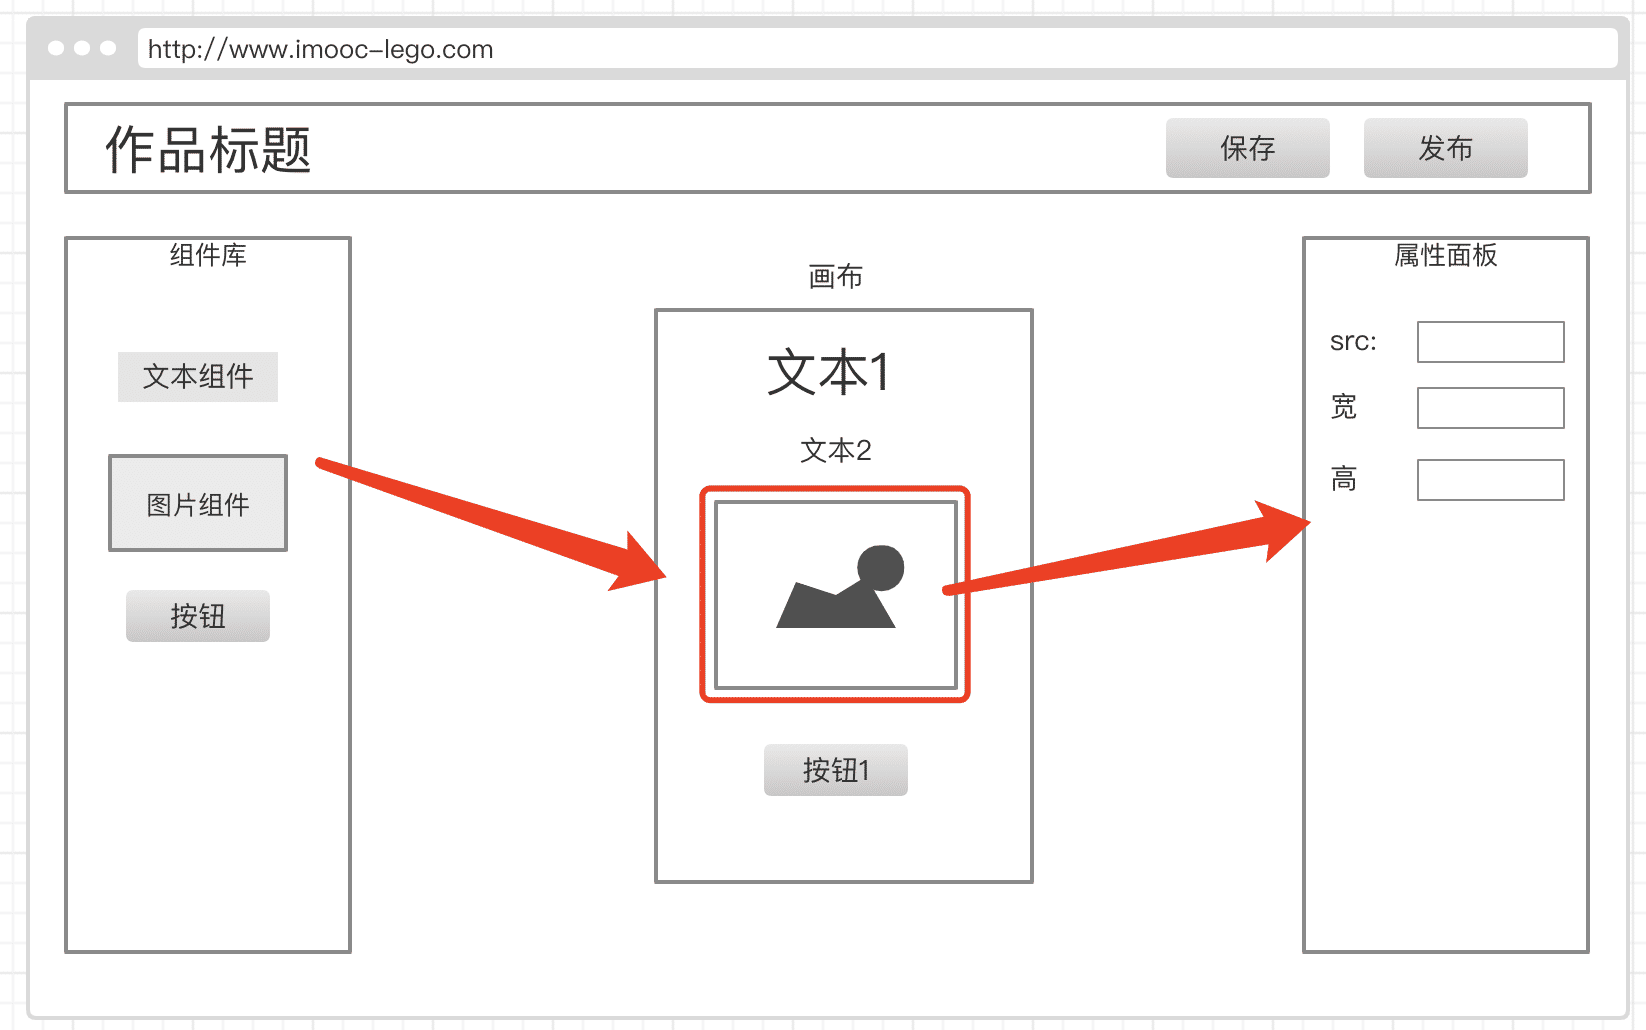 http://www.imooc-lego.com
作品标题
保存
发布
组件库
文本组件
图片组件
按钮
画布
文本1
文本2
按钮1
属性面板
src:
宽
高